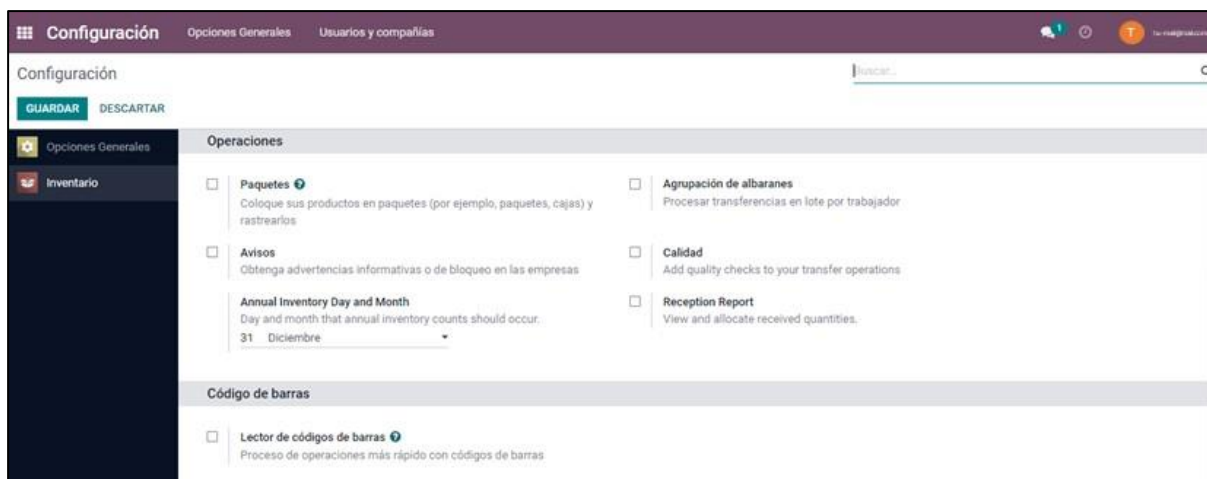 Configuración Opciones Generales Usuarios y compañías 1 T
Configuración Buscar...
GUARDAR DESCARTAR
Opciones Generales
Inventario
Operaciones
Paquetes ?
Coloque sus productos en paquetes (por ejemplo, paquetes, cajas) y
rastrearlos
Agrupación de albaranes
Procesar transferencias en lote por trabajador
Avisos
Obtenga advertencias informativas o de bloqueo en las empresas
Calidad
Add quality checks to your transfer operations
Annual Inventory Day and Month
Day and month that annual inventory counts should occur.
31 Diciembre
Reception Report
View and allocate received quantities.
Código de barras
Lector de códigos de barras ?
Proceso de operaciones más rápido con códigos de barras